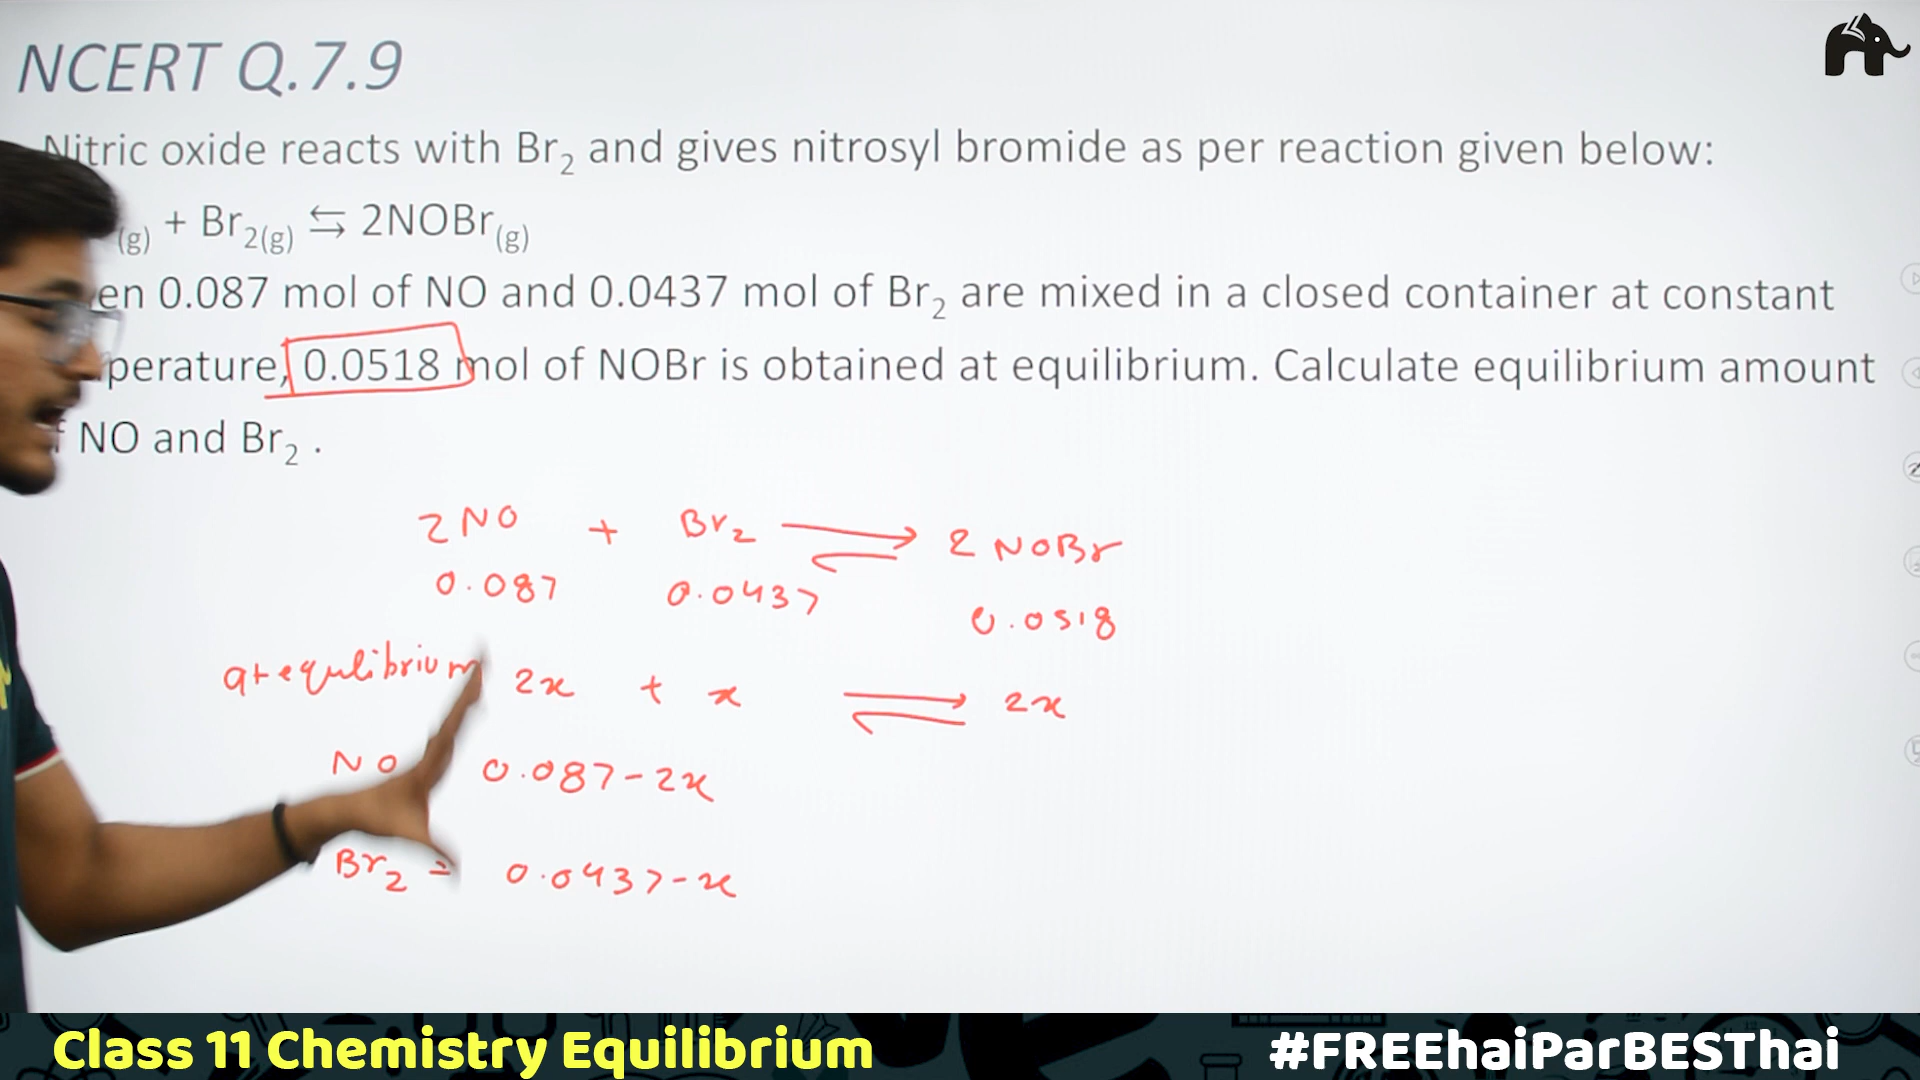 NCERT Q.7.9
Nitric oxide reacts with Br₂ and gives nitrosyl bromide as per reaction given below:
(g) + Br₂(g) ⇆ 2NOBr(g)
en 0.087 mol of NO and 0.0437 mol of Br₂ are mixed in a closed container at constant
perature, 0.0518 mol of NOBr is obtained at equilibrium. Calculate equilibrium amount
f NO and Br₂ .
2NO + Br₂ ⇌ 2NOBr
0.087 0.0437 0.0518
at equlibrium 2x + x ⇌ 2x
NO 0.087-2x
Br₂ = 0.0437-x
Class 11 Chemistry Equilibrium #FREEhaiParBESThai